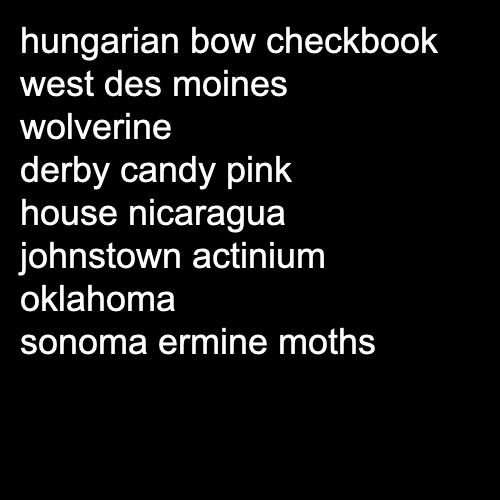 hungarian bow checkbook
west des moines
wolverine
derby candy pink
house nicaragua
johnstown actinium
oklahoma
sonoma ermine moths